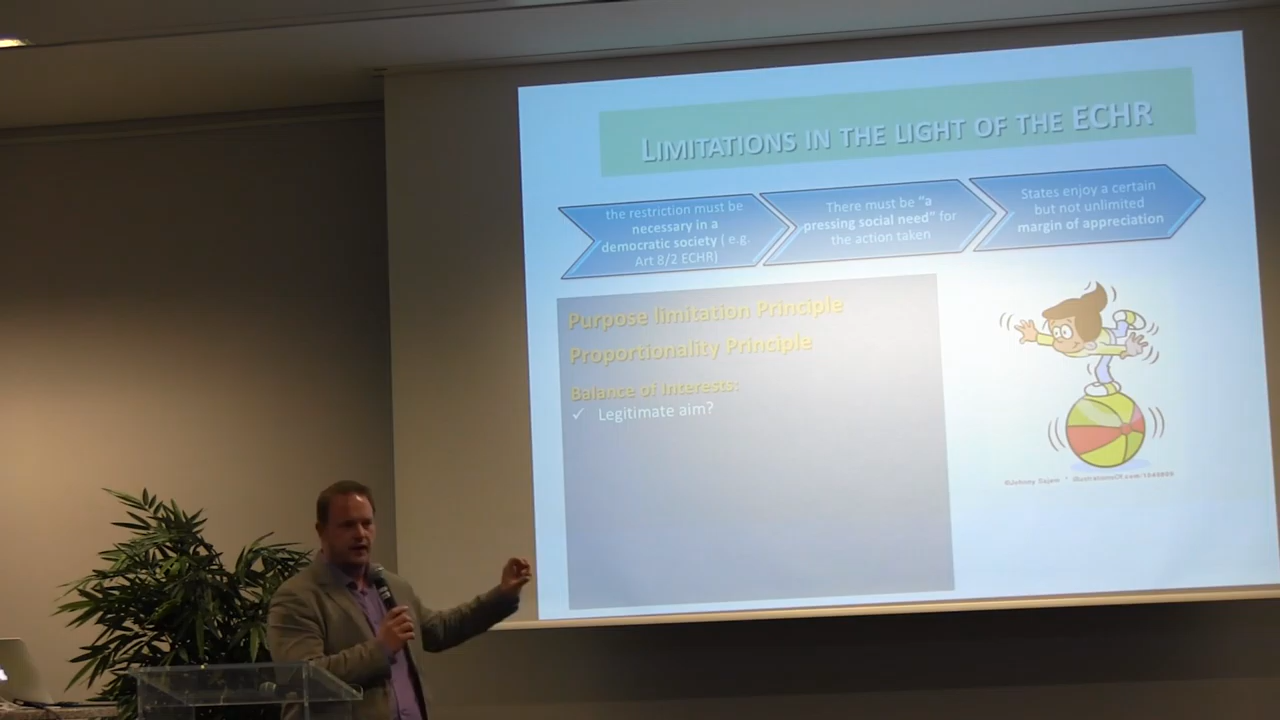 LIMITATIONS IN THE LIGHT OF THE ECHR
the restriction must be
necessary in a
democratic society ( e.g.
Art 8/2 ECHR)
There must be “a
pressing social need” for
the action taken
States enjoy a certain
but not unlimited
margin of appreciation
Purpose limitation Principle
Proportionality Principle
Balance of Interests:
✓ Legitimate aim?